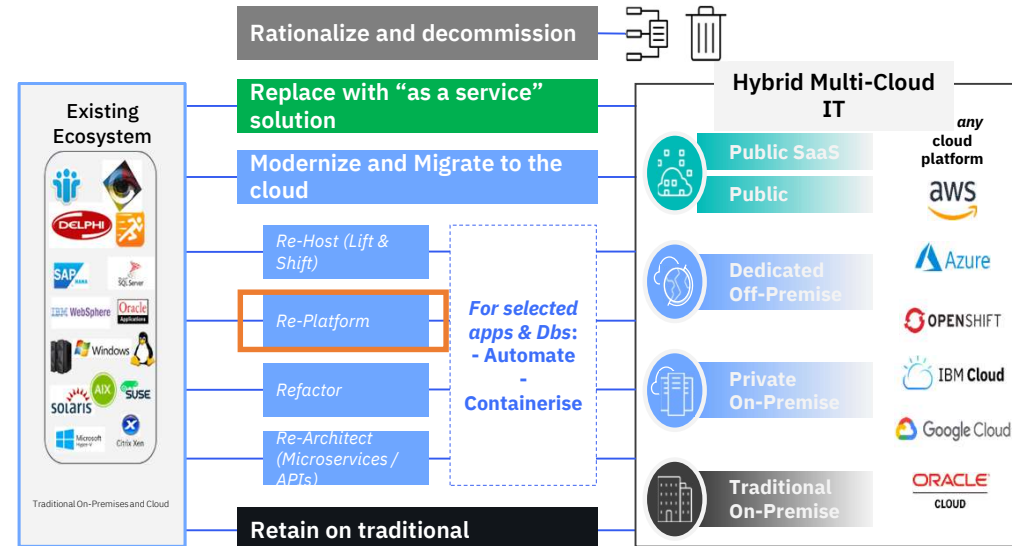 Rationalize and decommission
Replace with “as a service”
solution
Modernize and Migrate to the
cloud
Existing
Ecosystem
DELPHI
SAP HANA
SQL Server
IBM WebSphere
Oracle
Applications
Windows
AIX
SUSE
solaris
Microsoft
Hyper-V
Citrix Xen
Traditional On-Premises and Cloud
Re-Host (Lift &
Shift)
Re-Platform
Refactor
Re-Architect
(Microservices /
APIs)
For selected
apps & Dbs:
- Automate
-
Containerise
Retain on traditional
Hybrid Multi-Cloud
IT
Public SaaS
Public
Dedicated
Off-Premise
Private
On-Premise
Traditional
On-Premise
any
cloud
platform
aws
Azure
OPENSHIFT
IBM Cloud
Google Cloud
ORACLE
CLOUD